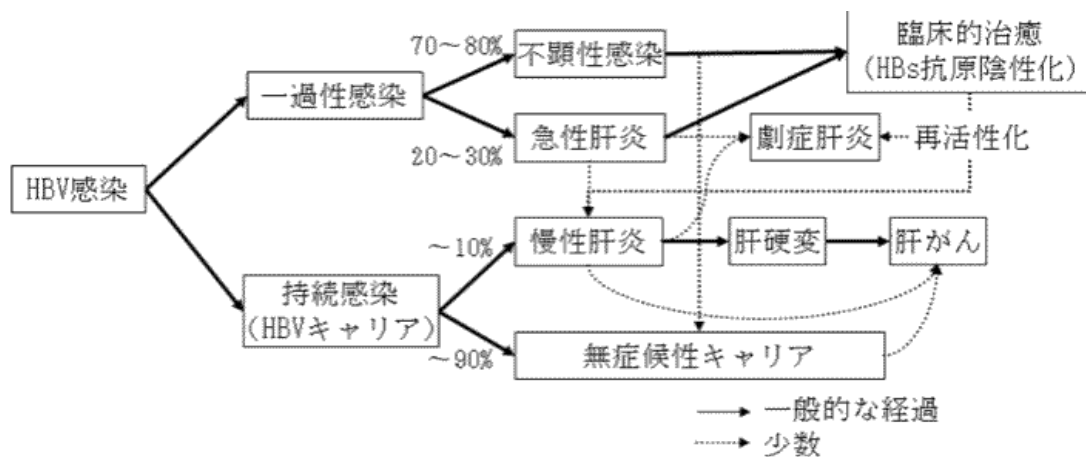 70～80%
不顕性感染
臨床的治癒
(HBs抗原陰性化)
一過性感染
20～30%
急性肝炎
劇症肝炎
再活性化
HBV感染
～10%
慢性肝炎
肝硬変
肝がん
持続感染
(HBVキャリア)
～90%
無症候性キャリア
一般的な経過
少数